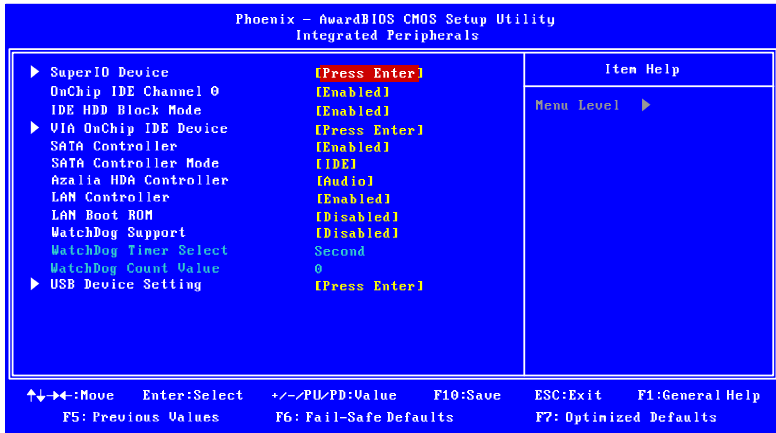 Phoenix – AwardBIOS CMOS Setup Utility
Integrated Peripherals
SuperIO Device [Press Enter]
OnChip IDE Channel 0 [Enabled]
IDE HDD Block Mode [Enabled]
VIA OnChip IDE Device [Press Enter]
SATA Controller [Enabled]
SATA Controller Mode [IDE]
Azalia HDA Controller [Audio]
LAN Controller [Enabled]
LAN Boot ROM [Disabled]
WatchDog Support [Disabled]
WatchDog Timer Select Second
WatchDog Count Value 0
USB Device Setting [Press Enter]
Item Help
Menu Level
↑↓→←:Move Enter:Select +/-/PU/PD:Value F10:Save ESC:Exit F1:General Help
F5: Previous Values F6: Fail-Safe Defaults F7: Optimized Defaults